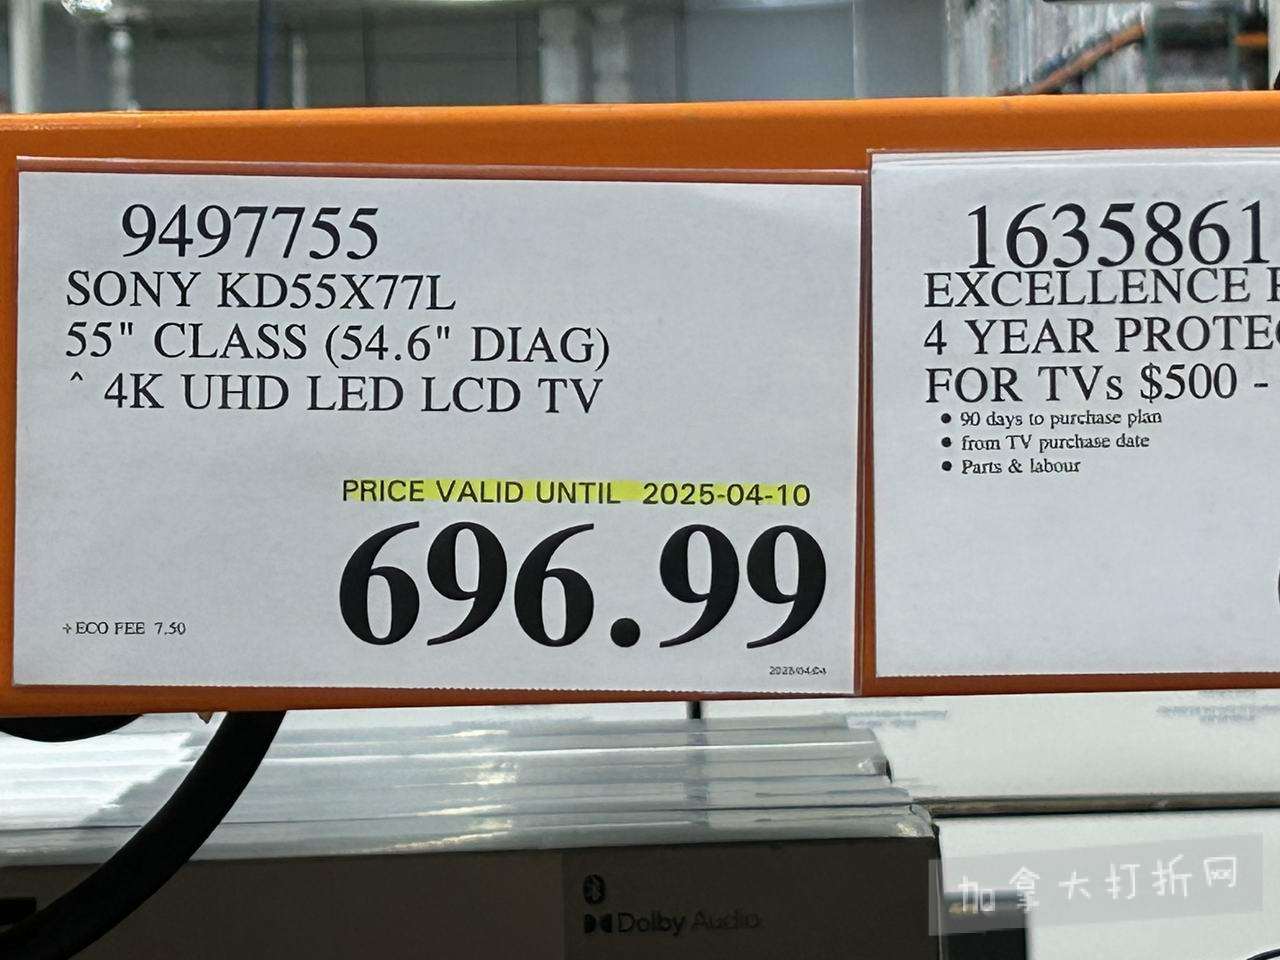 9497755
SONY KD55X77L
55" CLASS (54.6" DIAG)
^ 4K UHD LED LCD TV
PRICE VALID UNTIL 2025-04-10
696.99
+ECO FEE 7.50
1635861
EXCELLENCE
4 YEAR PROTEC
FOR TVs $500 -
• 90 days to purchase plan
• from TV purchase date
• Parts & labour
Dolby Audio
加拿大打折网